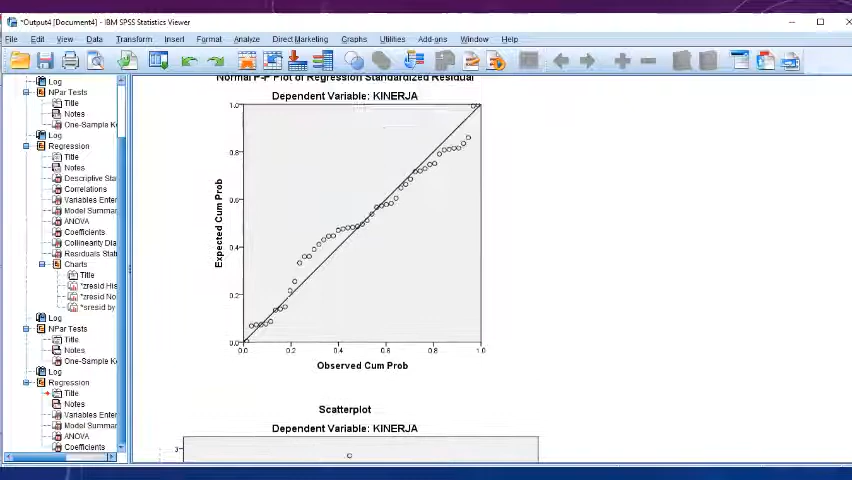 *Output4 [Document4] - IBM SPSS Statistics Viewer
File Edit View Data Transform Insert Format Analyze Direct Marketing Graphs Utilities Add-ons Window Help
Log
NPar Tests
Title
Notes
One-Sample K
Log
Regression
Title
Notes
Descriptive Sta
Correlations
Variables Enter
Model Summar
ANOVA
Coefficients
Collinearity Dia
Residuals Stati
Charts
Title
*zresid His
*zresid No
*sresid by
Log
NPar Tests
Title
Notes
One-Sample K
Log
Regression
Title
Notes
Variables Enter
Model Summar
ANOVA
Coefficients
Normal P-P Plot of Regression Standardized Residual
Dependent Variable: KINERJA
Expected Cum Prob
1.0
0.8
0.6
0.4
0.2
0.0
0.0 0.2 0.4 0.6 0.8 1.0
Observed Cum Prob
Scatterplot
Dependent Variable: KINERJA
3